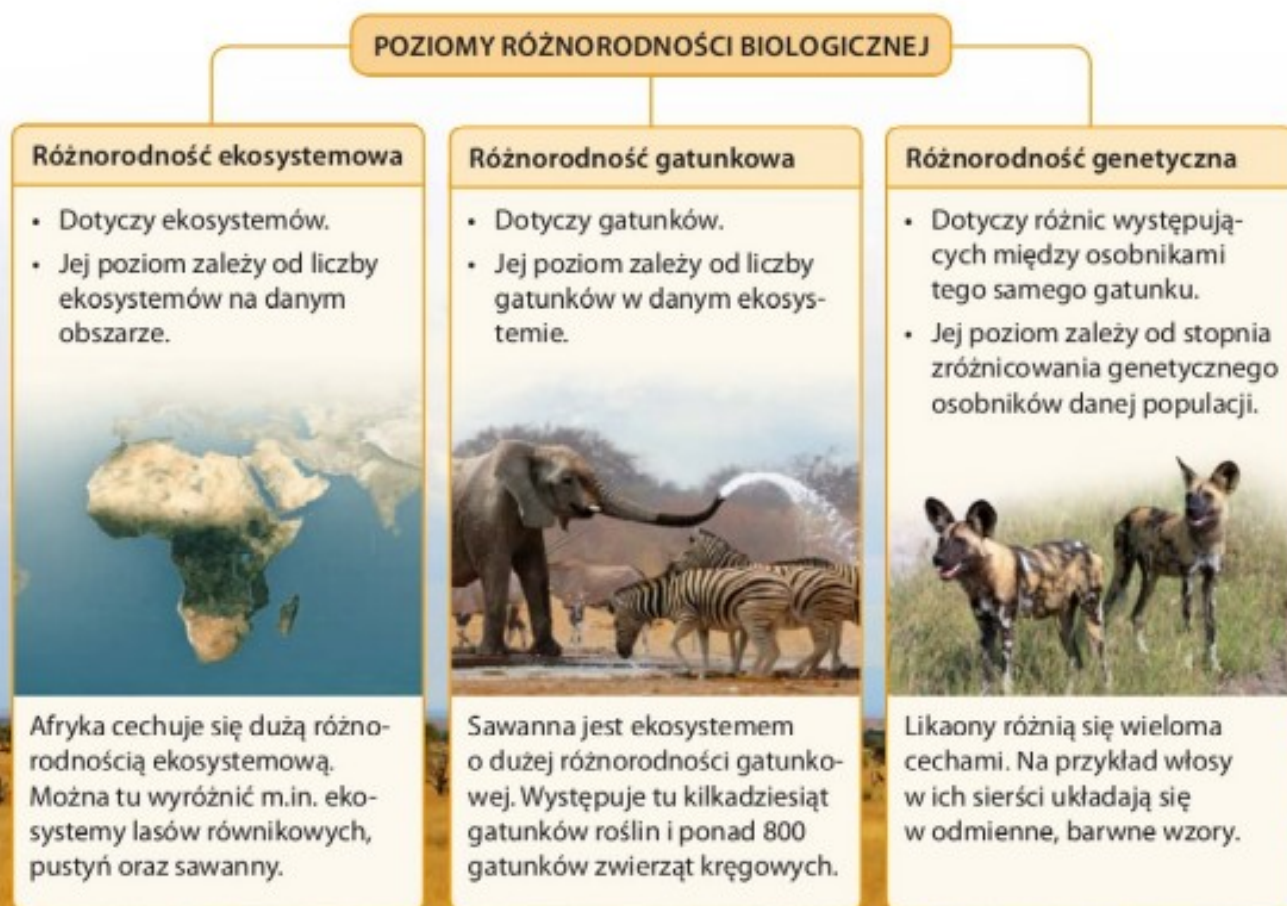 POZIOMY RÓŻNORODNOŚCI BIOLOGICZNEJ
Różnorodność ekosystemowa
• Dotyczy ekosystemów.
• Jej poziom zależy od liczby
ekosystemów na danym
obszarze.
Afryka cechuje się dużą różno-
rodnością ekosystemową.
Można tu wyróżnić m.in. eko-
systemy lasów równikowych,
pustyń oraz sawanny.
Różnorodność gatunkowa
• Dotyczy gatunków.
• Jej poziom zależy od liczby
gatunków w danym ekosys-
temie.
Sawanna jest ekosystemem
o dużej różnorodności gatunko-
wej. Występuje tu kilkadziesiąt
gatunków roślin i ponad 800
gatunków zwierząt kręgowych.
Różnorodność genetyczna
• Dotyczy różnic występują-
cych między osobnikami
tego samego gatunku.
• Jej poziom zależy od stopnia
zróżnicowania genetycznego
osobników danej populacji.
Likaony różnią się wieloma
cechami. Na przykład włosy
w ich sierści układają się
w odmienne, barwne wzory.